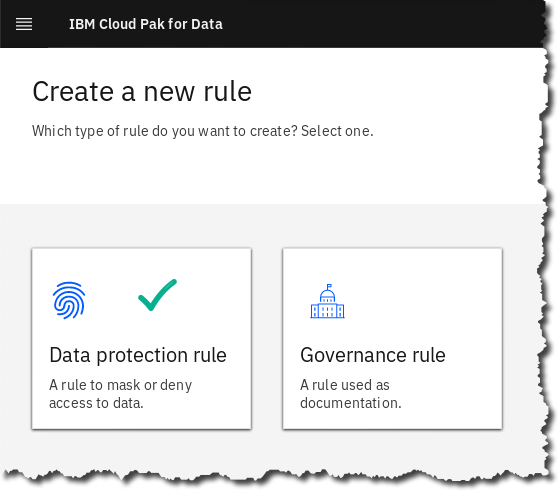 IBM Cloud Pak for Data
Create a new rule
Which type of rule do you want to create? Select one.
Data protection rule
A rule to mask or deny
access to data.
Governance rule
A rule used as
documentation.